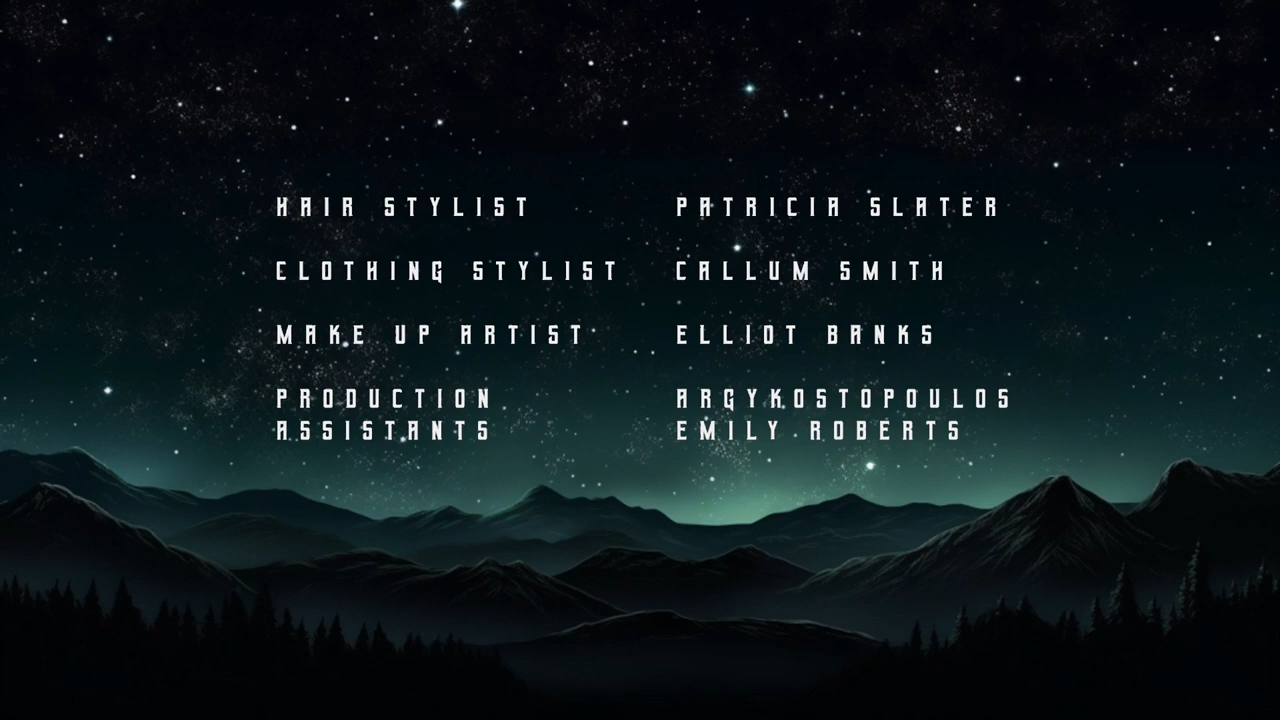 HAIR STYLIST PATRICIA SLATER
CLOTHING STYLIST CALLUM SMITH
MAKE UP ARTIST ELLIOT BANKS
PRODUCTION ARGYKOSTOPOULOS
ASSISTANTS EMILY ROBERTS